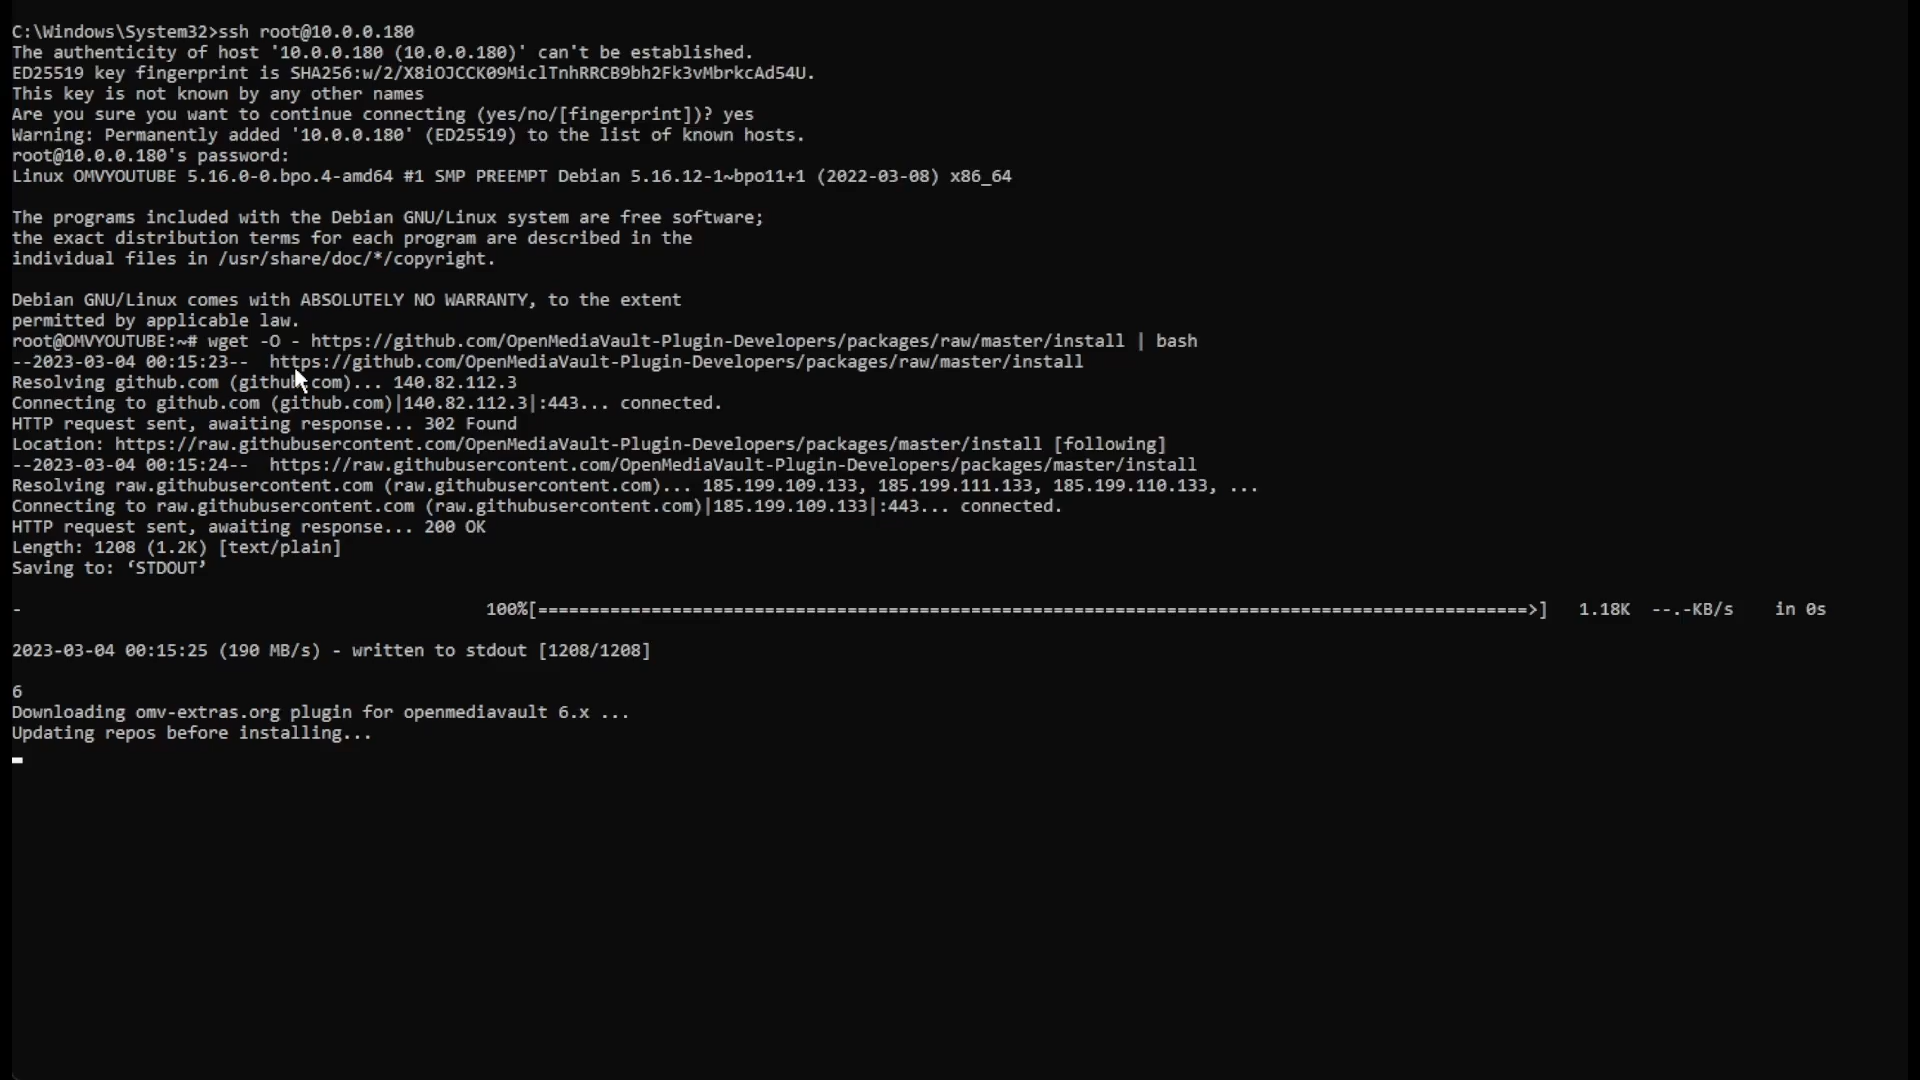 C:\Windows\System32>ssh root@10.0.0.180
The authenticity of host '10.0.0.180 (10.0.0.180)' can't be established.
ED25519 key fingerprint is SHA256:w/2/X8iOJCCK09MiclTnhRRCB9bh2Fk3vMbrkcAd54U.
This key is not known by any other names
Are you sure you want to continue connecting (yes/no/[fingerprint])? yes
Warning: Permanently added '10.0.0.180' (ED25519) to the list of known hosts.
root@10.0.0.180's password:
Linux OMVYOUTUBE 5.16.0-0.bpo.4-amd64 #1 SMP PREEMPT Debian 5.16.12-1~bpo11+1 (2022-03-08) x86_64
The programs included with the Debian GNU/Linux system are free software;
the exact distribution terms for each program are described in the
individual files in /usr/share/doc/*/copyright.
Debian GNU/Linux comes with ABSOLUTELY NO WARRANTY, to the extent
permitted by applicable law.
root@OMVYOUTUBE:~# wget -O - https://github.com/OpenMediaVault-Plugin-Developers/packages/raw/master/install | bash
--2023-03-04 00:15:23--  https://github.com/OpenMediaVault-Plugin-Developers/packages/raw/master/install
Resolving github.com (github.com)... 140.82.112.3
Connecting to github.com (github.com)|140.82.112.3|:443... connected.
HTTP request sent, awaiting response... 302 Found
Location: https://raw.githubusercontent.com/OpenMediaVault-Plugin-Developers/packages/master/install [following]
--2023-03-04 00:15:24--  https://raw.githubusercontent.com/OpenMediaVault-Plugin-Developers/packages/master/install
Resolving raw.githubusercontent.com (raw.githubusercontent.com)... 185.199.109.133, 185.199.111.133, 185.199.110.133, ...
Connecting to raw.githubusercontent.com (raw.githubusercontent.com)|185.199.109.133|:443... connected.
HTTP request sent, awaiting response... 200 OK
Length: 1208 (1.2K) [text/plain]
Saving to: ‘STDOUT’
- 100%[================================================================================================>] 1.18K --.-KB/s in 0s
2023-03-04 00:15:25 (190 MB/s) - written to stdout [1208/1208]
6
Downloading omv-extras.org plugin for openmediavault 6.x ...
Updating repos before installing...